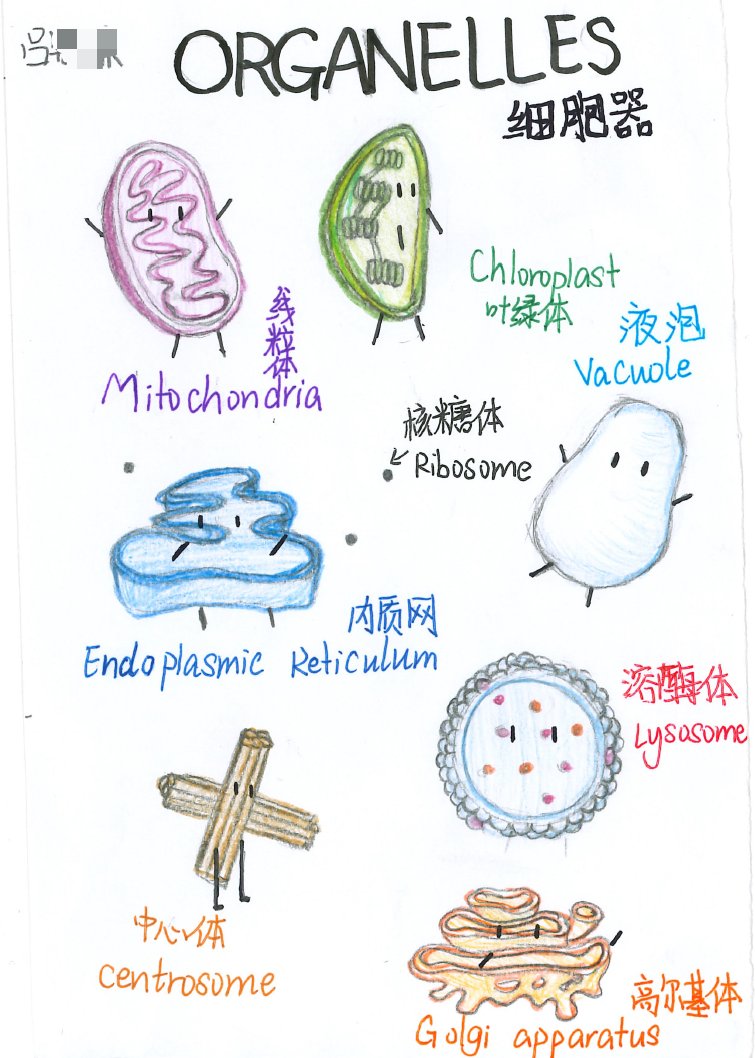 ORGANELLES
细胞器
Chloroplast
叶绿体
线粒体
Mitochondria
液泡
Vacuole
核糖体
Ribosome
内质网
Endoplasmic Reticulum
溶酶体
Lysosome
中心体
Centrosome
高尔基体
Golgi apparatus